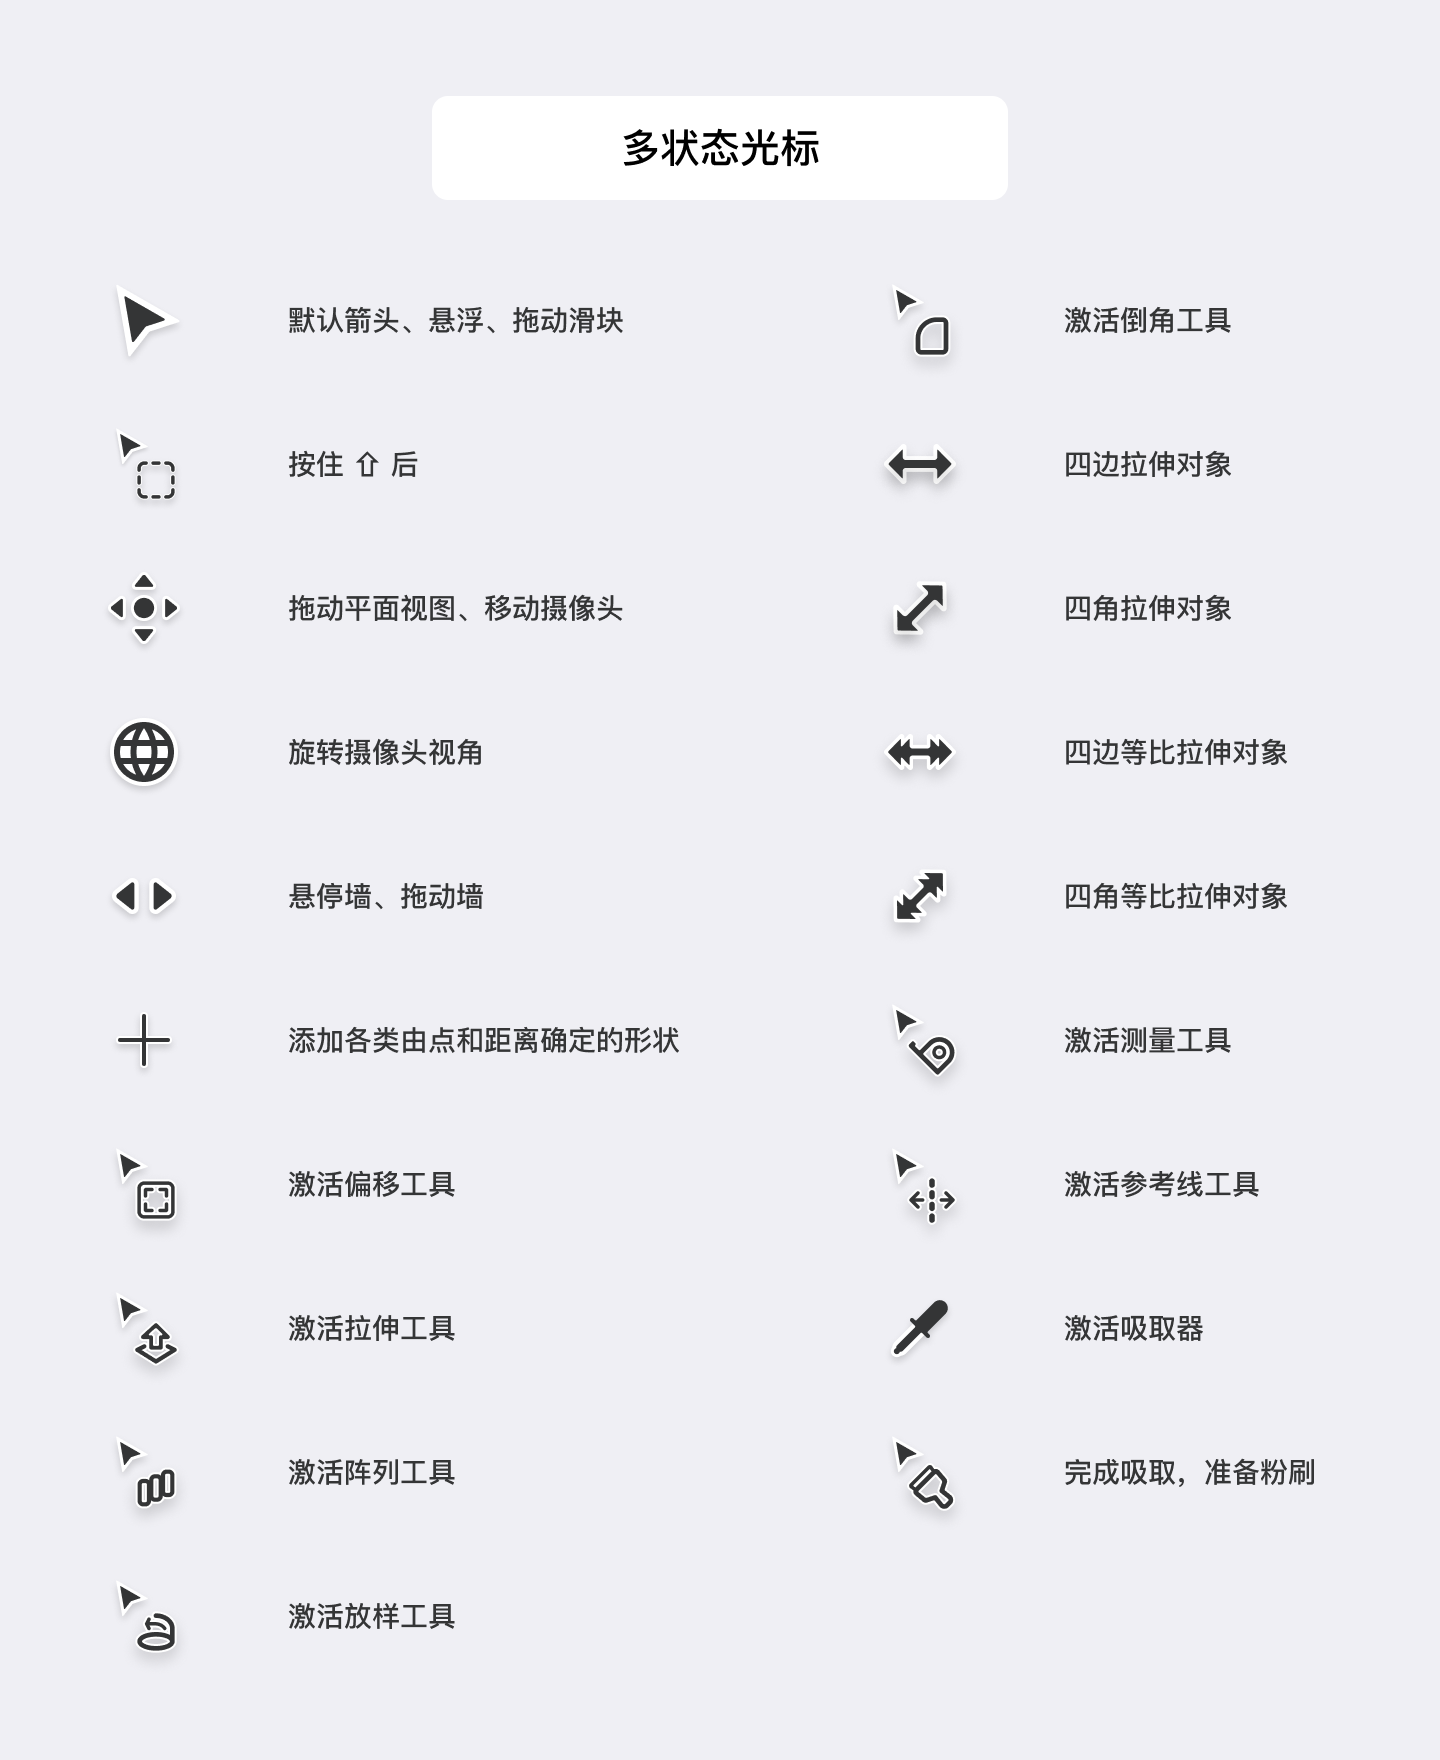 多状态光标
默认箭头、悬浮、拖动滑块
按住 ⇧ 后
拖动平面视图、移动摄像头
旋转摄像头视角
悬停墙、拖动墙
添加各类由点和距离确定的形状
激活偏移工具
激活拉伸工具
激活阵列工具
激活放样工具
激活倒角工具
四边拉伸对象
四角拉伸对象
四边等比拉伸对象
四角等比拉伸对象
激活测量工具
激活参考线工具
激活吸取器
完成吸取，准备粉刷